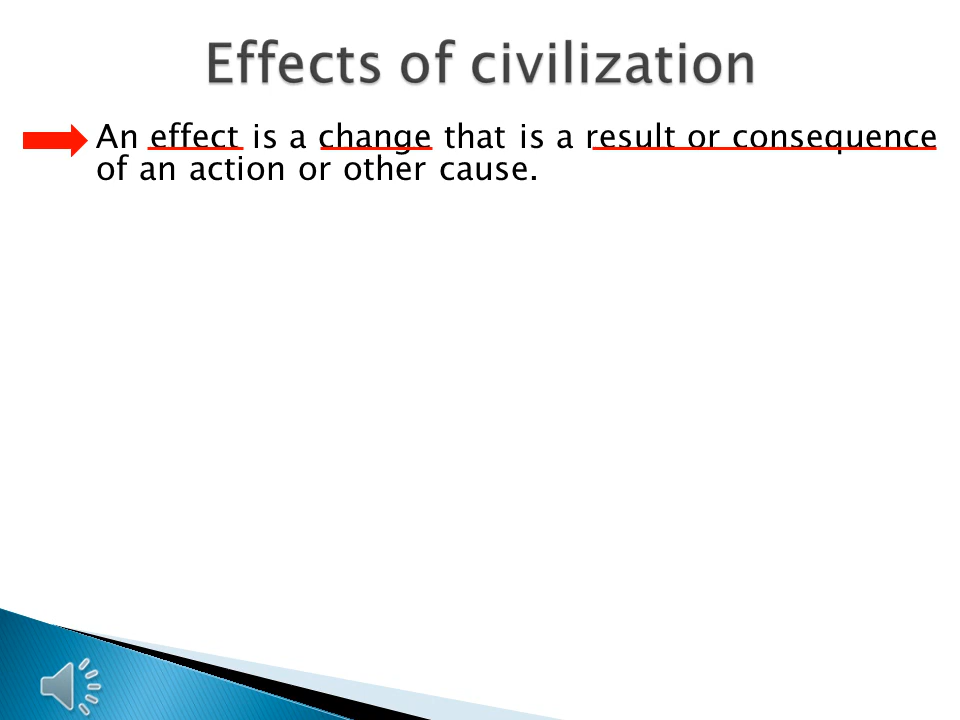 Effects of civilization
An effect is a change that is a result or consequence
of an action or other cause.